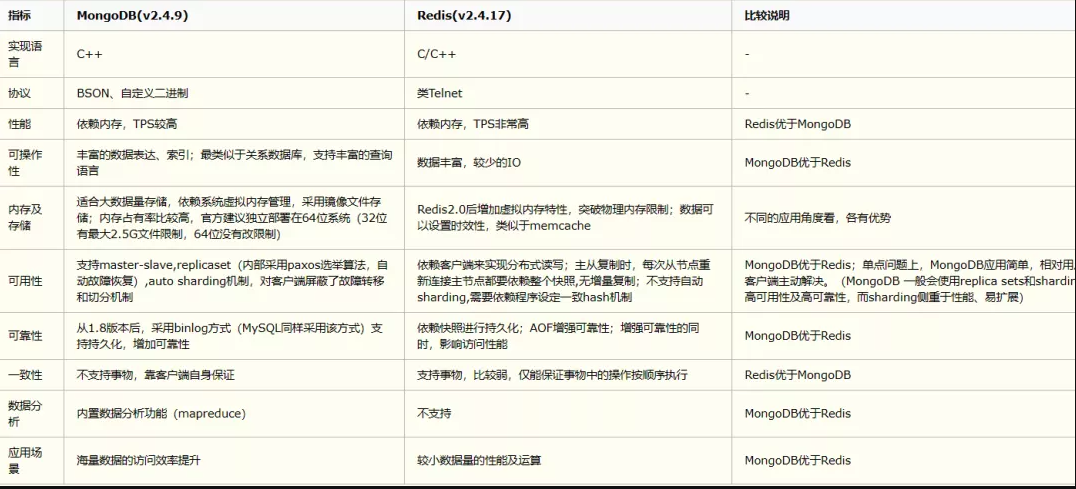 指标 MongoDB(v2.4.9) Redis(v2.4.17) 比较说明
实现语
言
C++ C/C++ -
协议 BSON、自定义二进制 类Telnet -
性能 依赖内存，TPS较高 依赖内存，TPS非常高 Redis优于MongoDB
可操作
性
丰富的数据表达、索引；最类似于关系数据库，支持丰富的查询
语言
数据丰富，较少的IO
MongoDB优于Redis
内存及
存储
适合大数据量存储，依赖系统虚拟内存管理，采用镜像文件存
储；内存占有率比较高，官方建议独立部署在64位系统（32位
有最大2.5G文件限制，64位没有改限制）
Redis2.0后增加虚拟内存特性，突破物理内存限制；数据可
以设置时效性，类似于memcache
不同的应用角度看，各有优势
可用性
支持master-slave,replicaset（内部采用paxos选举算法，自
动故障恢复）,auto sharding机制，对客户端屏蔽了故障转移
和切分机制
依赖客户端来实现分布式读写；主从复制时，每次从节点重
新连接主节点都要依赖整个快照,无增量复制；不支持自动
sharding,需要依赖程序设定一致hash机制
MongoDB优于Redis；单点问题上，MongoDB应用简单，相对用户
客户端主动解决。（MongoDB 一般会使用replica sets和sharding
高可用性及高可靠性，而sharding侧重于性能、易扩展）
可靠性
从1.8版本后，采用binlog方式（MySQL同样采用该方式）支
持持久化，增加可靠性
依赖快照进行持久化；AOF增强可靠性；增强可靠性的同
时，影响访问性能
MongoDB优于Redis
一致性 不支持事物，靠客户端自身保证 支持事物，比较弱，仅能保证事物中的操作按顺序执行 Redis优于MongoDB
数据分
析
内置数据分析功能（mapreduce） 不支持 MongoDB优于Redis
应用场
景
海量数据的访问效率提升 较小数据量的性能及运算 MongoDB优于Redis